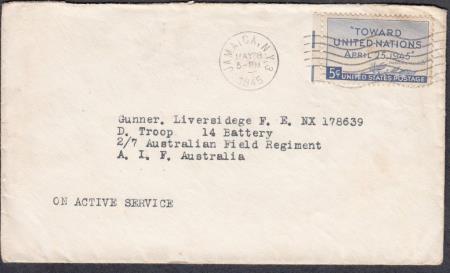 JAMAICA, N.Y. 3
1945
"TOWARD
UNITED NATIONS
APRIL 25, 1945"
5¢ UNITED STATES POSTAGE
Gunner. Liversidege F. E. NX 178639
D. Troop 14 Battery
2/7 Australian Field Regiment
A. I. F. Australia
ON ACTIVE SERVICE